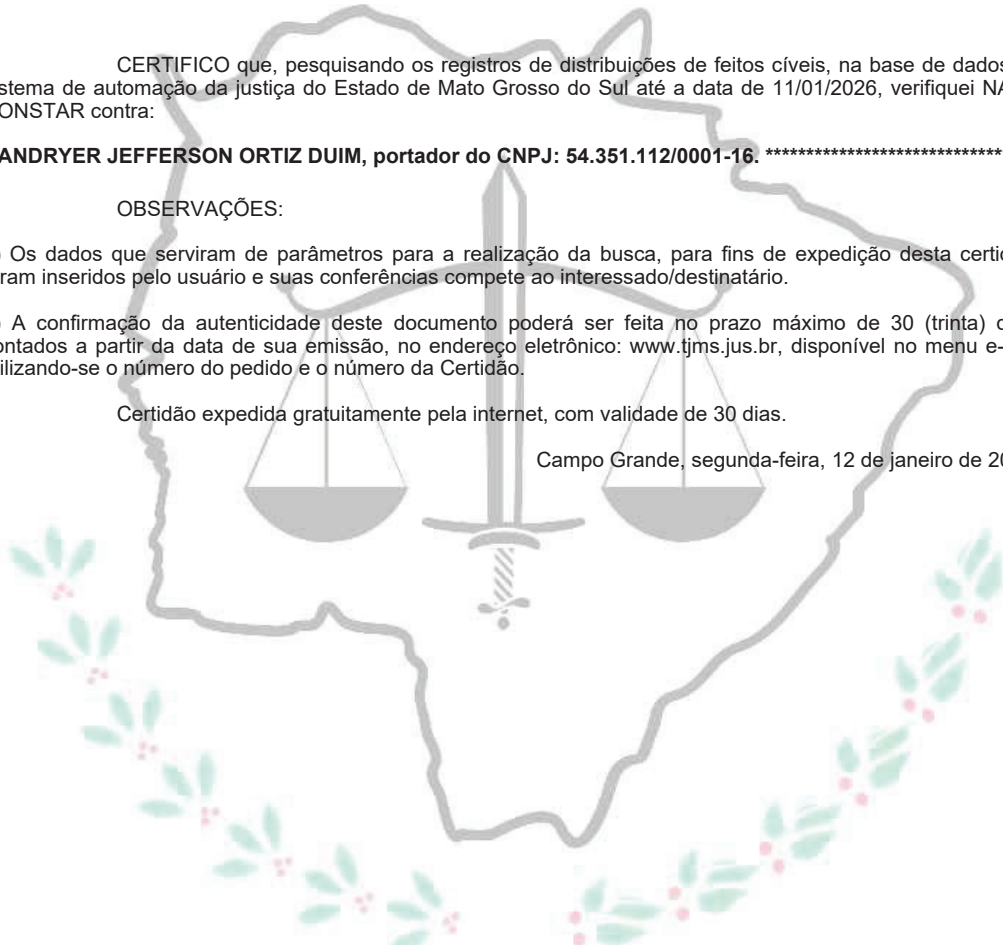 CERTIFICO que, pesquisando os registros de distribuições de feitos cíveis, na base de dados
stema de automação da justiça do Estado de Mato Grosso do Sul até a data de 11/01/2026, verifiquei NA
ONSTAR contra:
ANDRYER JEFFERSON ORTIZ DUIM, portador do CNPJ: 54.351.112/0001-16. ******************************
OBSERVAÇÕES:
) Os dados que serviram de parâmetros para a realização da busca, para fins de expedição desta certid
ram inseridos pelo usuário e suas conferências compete ao interessado/destinatário.
) A confirmação da autenticidade deste documento poderá ser feita no prazo máximo de 30 (trinta) d
ontados a partir da data de sua emissão, no endereço eletrônico: www.tjms.jus.br, disponível no menu e-
ilizando-se o número do pedido e o número da Certidão.
Certidão expedida gratuitamente pela internet, com validade de 30 dias.
Campo Grande, segunda-feira, 12 de janeiro de 20